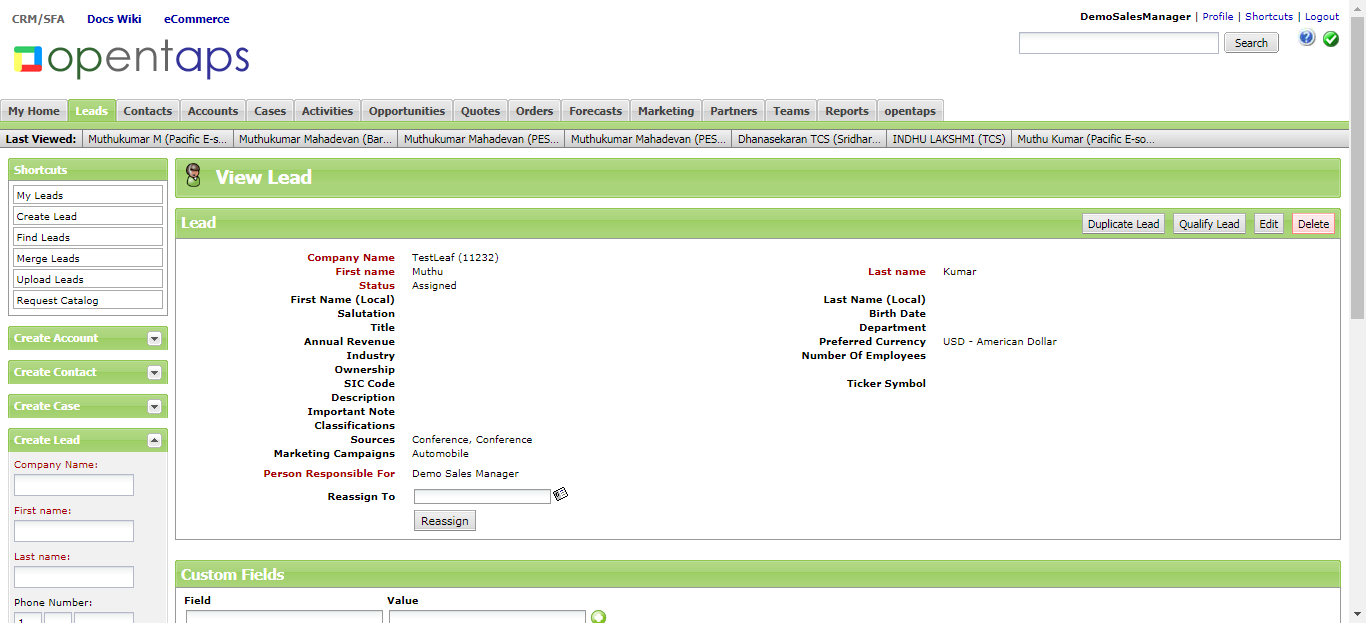 CRM/SFA Docs Wiki eCommerce
DemoSalesManager | Profile | Shortcuts | Logout
opentaps
Search
My Home Leads Contacts Accounts Cases Activities Opportunities Quotes Orders Forecasts Marketing Partners Teams Reports opentaps
Last Viewed: Muthukumar M (Pacific E-s... Muthukumar Mahadevan (Bar... Muthukumar Mahadevan (PES... Muthukumar Mahadevan (PES... Dhanasekaran TCS (Sridhar... INDHU LAKSHMI (TCS) Muthu Kumar (Pacific E-so...
Shortcuts
My Leads
Create Lead
Find Leads
Merge Leads
Upload Leads
Request Catalog
Create Account
Create Contact
Create Case
Create Lead
Company Name:
First name:
Last name:
Phone Number:
1
View Lead
Lead
Duplicate Lead Qualify Lead Edit Delete
Company Name TestLeaf (11232)
First name Muthu Last name Kumar
Status Assigned
First Name (Local) Last Name (Local)
Salutation Birth Date
Title Department
Annual Revenue Preferred Currency USD - American Dollar
Industry Number Of Employees
Ownership
SIC Code Ticker Symbol
Description
Important Note
Classifications
Sources Conference, Conference
Marketing Campaigns Automobile
Person Responsible For Demo Sales Manager
Reassign To
Reassign
Custom Fields
Field Value